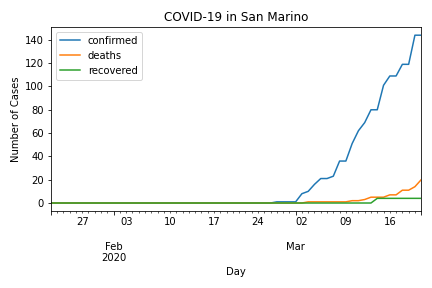 COVID-19 in San Marino
confirmed
deaths
recovered
Number of Cases
140
120
100
80
60
40
20
0
27 03 10 17 24 02 09 16
Feb Mar
2020
Day